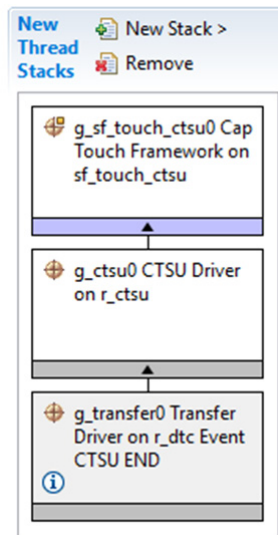 New
Thread
Stacks
New Stack >
Remove
g_sf_touch_ctsu0 Cap
Touch Framework on
sf_touch_ctsu
g_ctsu0 CTSU Driver
on r_ctsu
g_transfer0 Transfer
Driver on r_dtc Event
CTSU END